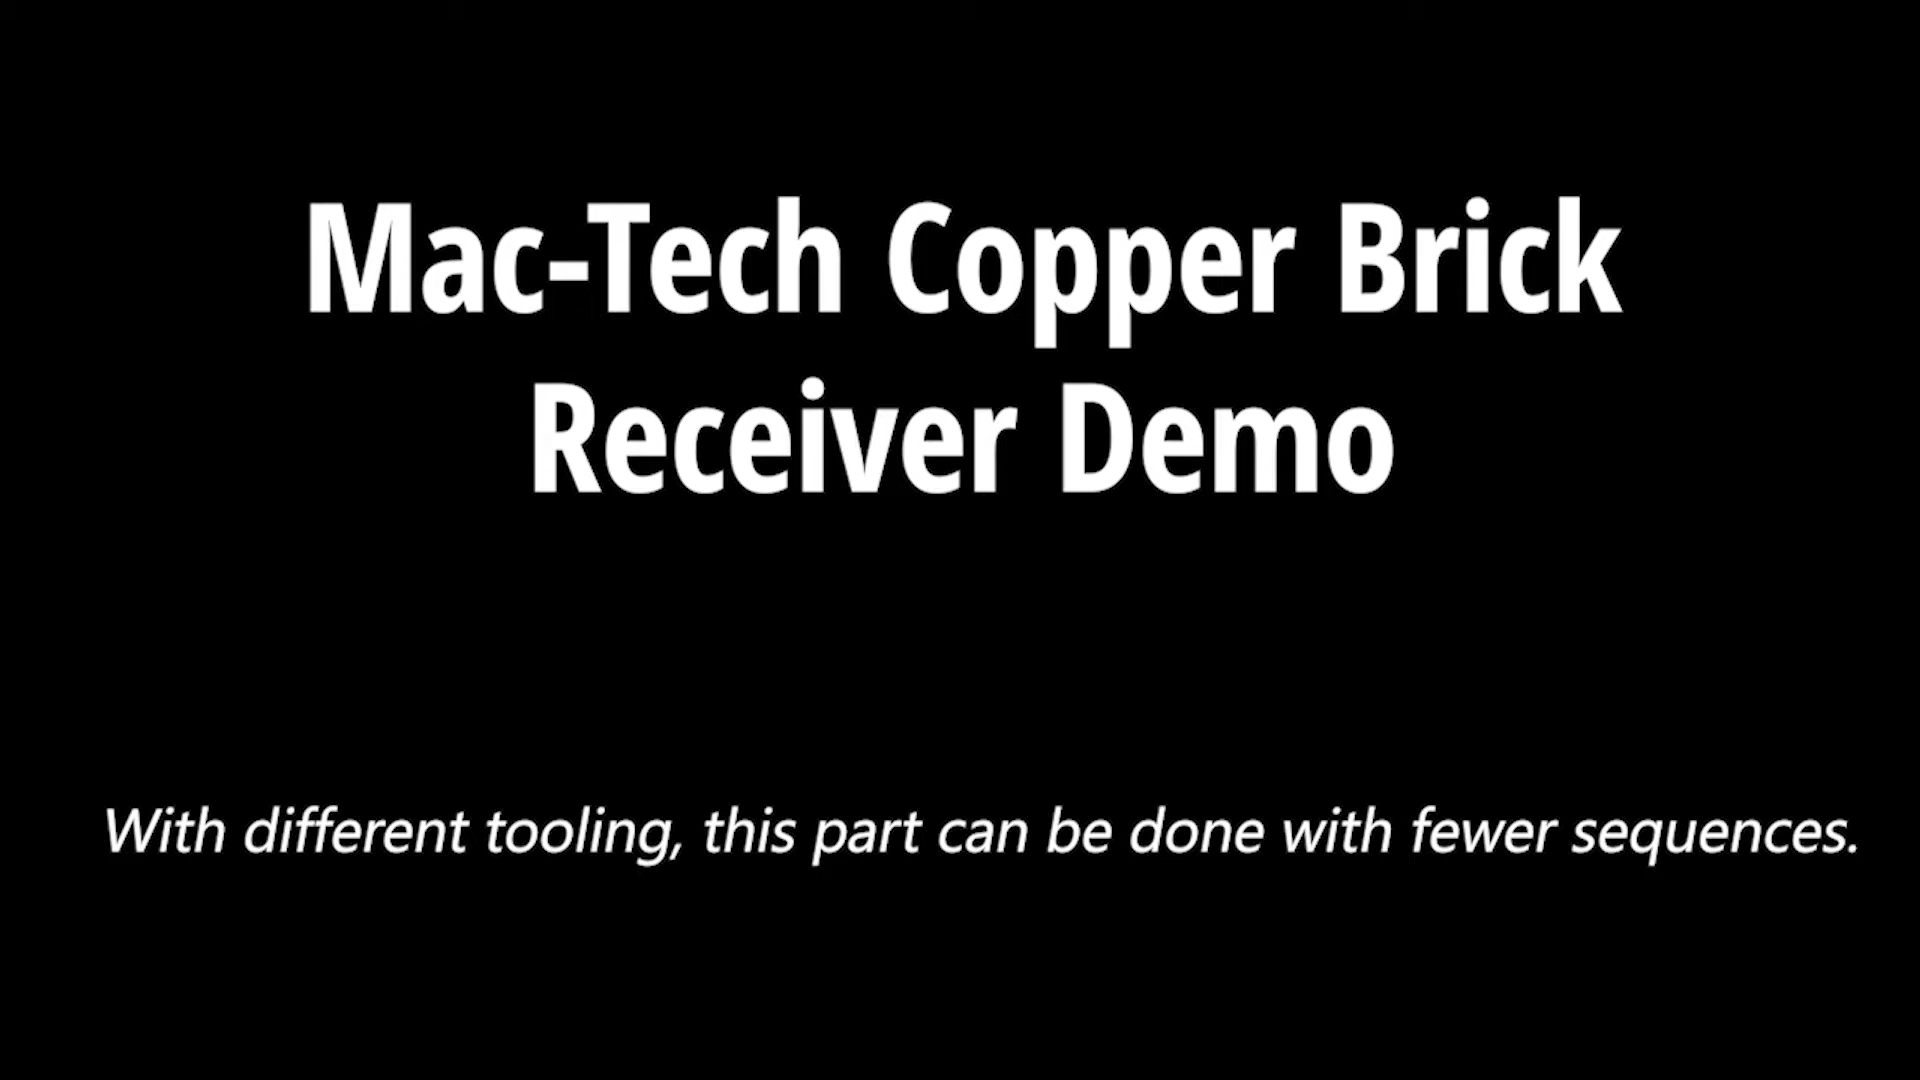 Mac-Tech Copper Brick
Receiver Demo
With different tooling, this part can be done with fewer sequences.